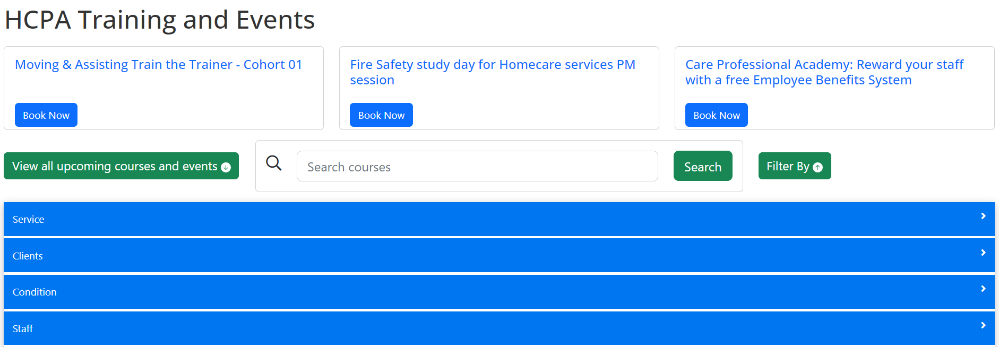 HCPA Training and Events
Moving & Assisting Train the Trainer - Cohort 01
Book Now
Fire Safety study day for Homecare services PM
session
Book Now
Care Professional Academy: Reward your staff
with a free Employee Benefits System
Book Now
View all upcoming courses and events
Search courses
Search
Filter By
Service
Clients
Condition
Staff